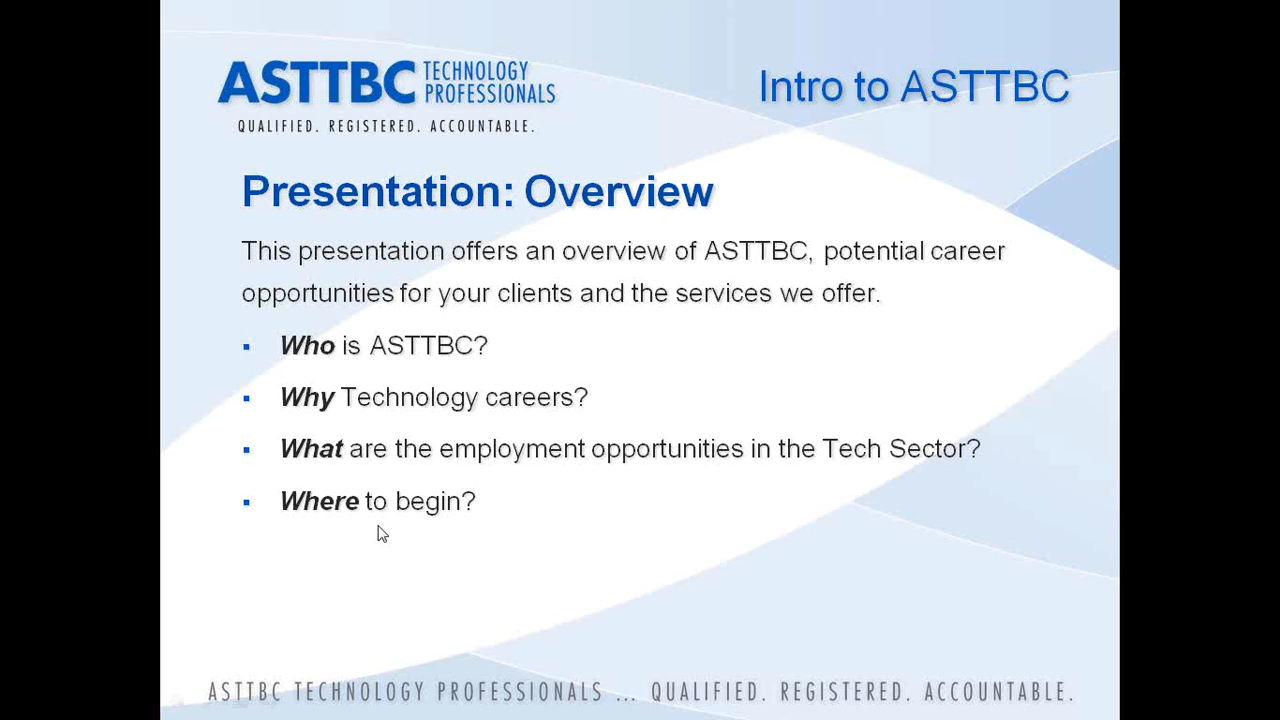 ASTTBC TECHNOLOGY PROFESSIONALS
QUALIFIED. REGISTERED. ACCOUNTABLE.
Intro to ASTTBC
Presentation: Overview
This presentation offers an overview of ASTTBC, potential career
opportunities for your clients and the services we offer.
▪ Who is ASTTBC?
▪ Why Technology careers?
▪ What are the employment opportunities in the Tech Sector?
▪ Where to begin?
ASTTBC TECHNOLOGY PROFESSIONALS ... QUALIFIED. REGISTERED. ACCOUNTABLE.